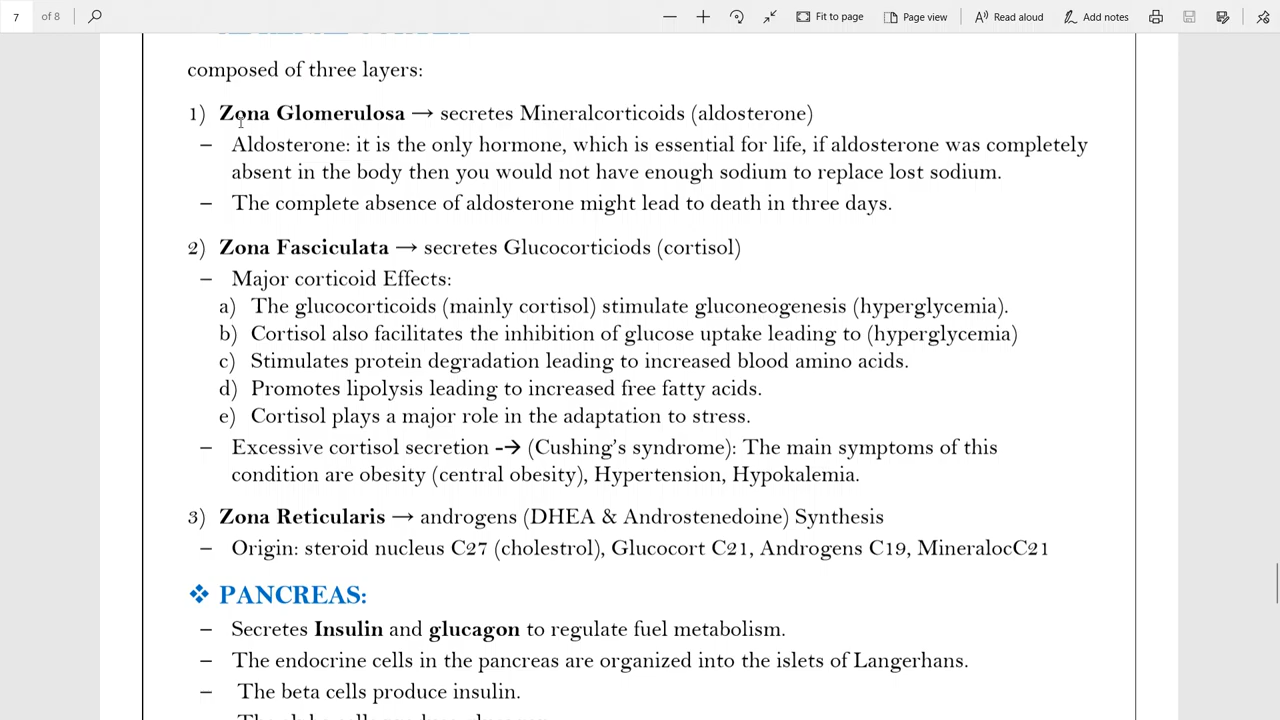 7 of 8 Fit to page Page view Read aloud Add notes
composed of three layers:
1) Zona Glomerulosa → secretes Mineralcorticoids (aldosterone)
– Aldosterone: it is the only hormone, which is essential for life, if aldosterone was completely
absent in the body then you would not have enough sodium to replace lost sodium.
– The complete absence of aldosterone might lead to death in three days.
2) Zona Fasciculata → secretes Glucocorticiods (cortisol)
– Major corticoid Effects:
a) The glucocorticoids (mainly cortisol) stimulate gluconeogenesis (hyperglycemia).
b) Cortisol also facilitates the inhibition of glucose uptake leading to (hyperglycemia)
c) Stimulates protein degradation leading to increased blood amino acids.
d) Promotes lipolysis leading to increased free fatty acids.
e) Cortisol plays a major role in the adaptation to stress.
– Excessive cortisol secretion -→ (Cushing's syndrome): The main symptoms of this
condition are obesity (central obesity), Hypertension, Hypokalemia.
3) Zona Reticularis → androgens (DHEA & Androstenedoine) Synthesis
– Origin: steroid nucleus C27 (cholestrol), Glucocort C21, Androgens C19, MineralocC21
❖ PANCREAS:
– Secretes Insulin and glucagon to regulate fuel metabolism.
– The endocrine cells in the pancreas are organized into the islets of Langerhans.
– The beta cells produce insulin.